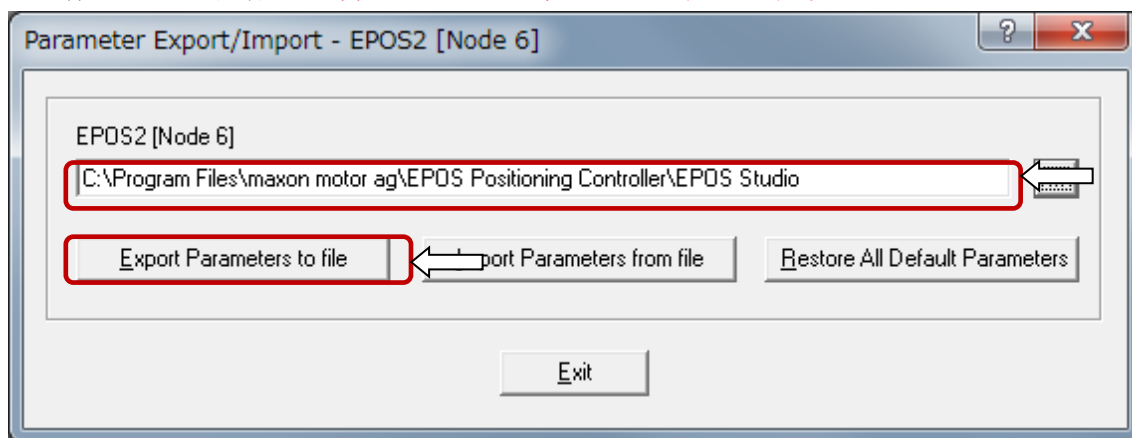 Parameter Export/Import - EPOS2 [Node 6]
EPOS2 [Node 6]
C:\Program Files\maxon motor ag\EPOS Positioning Controller\EPOS Studio
Export Parameters to file
port Parameters from file
Restore All Default Parameters
Exit